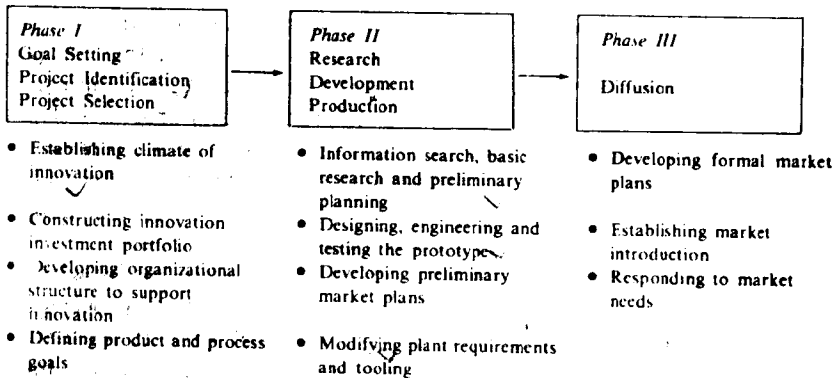 Phase I
Goal Setting
Project Identification
Project Selection
Phase II
Research
Development
Production
Phase III
Diffusion
• Establishing climate of
innovation
• Constructing innovation
investment portfolio
• Developing organizational
structure to support
innovation
• Defining product and process
goals
• Information search, basic
research and preliminary
planning
• Designing, engineering and
testing the prototype
• Developing preliminary
market plans
• Modifying plant requirements
and tooling
• Developing formal market
plans
• Establishing market
introduction
• Responding to market
needs